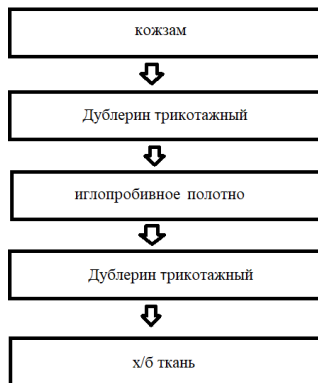 кожзам
Дублерин трикотажный
иглопробивное полотно
Дублерин трикотажный
х/б ткань